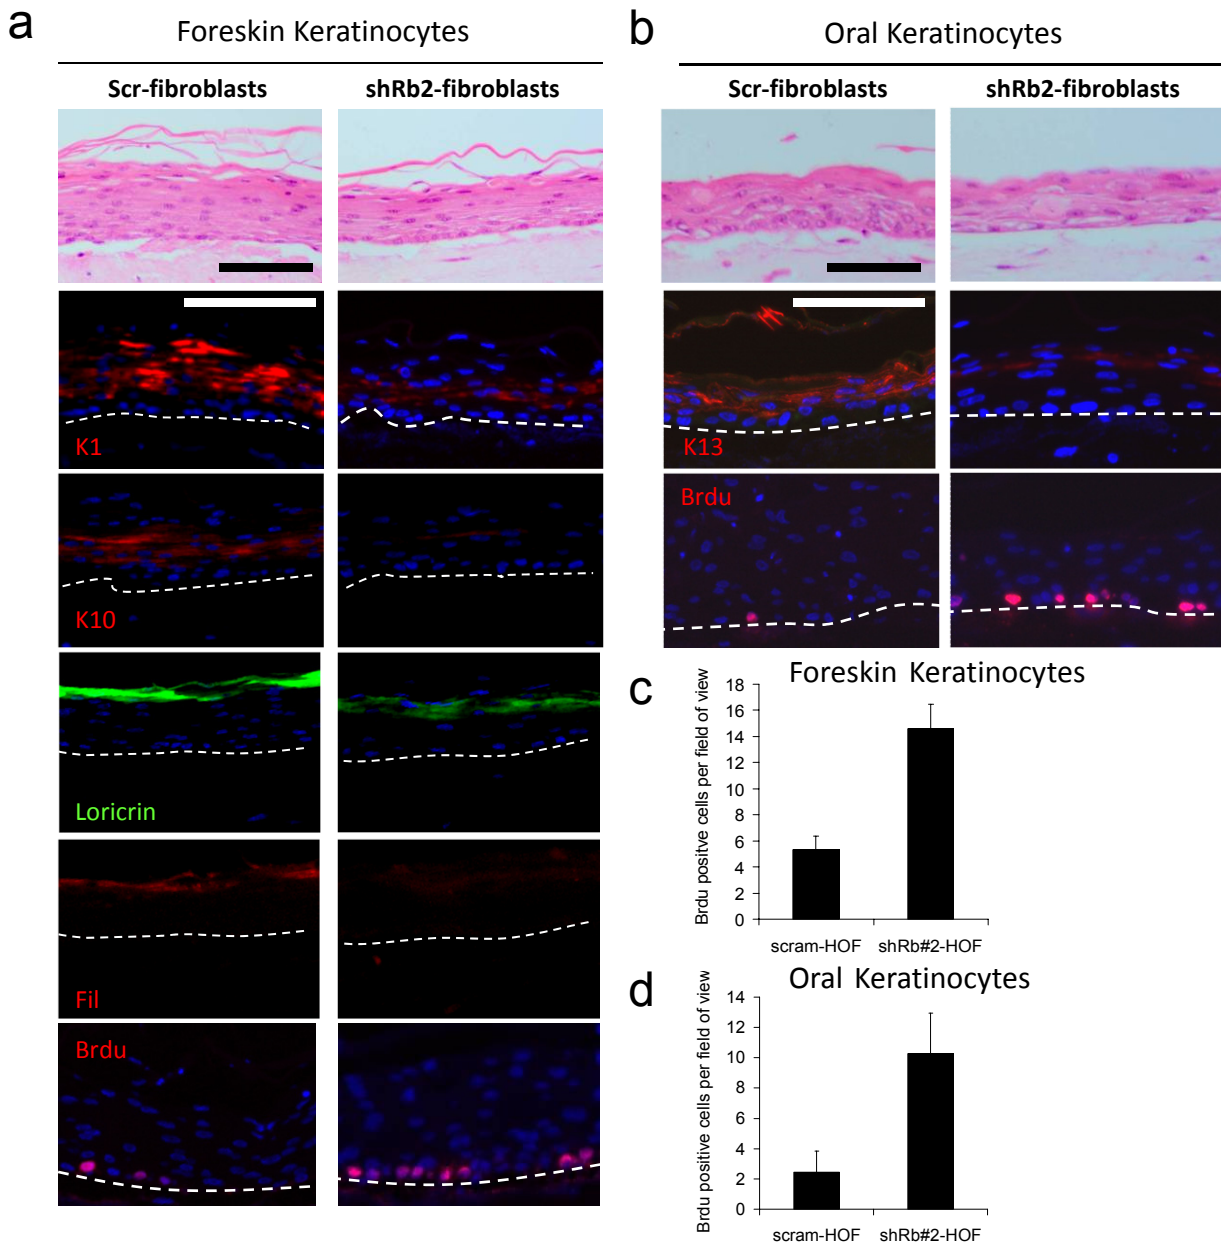 a
Foreskin Keratinocytes
Scr-fibroblasts
shRb2-fibroblasts
K1
K10
Loricrin
Fil
Brdu
b
Oral Keratinocytes
Scr-fibroblasts
shRb2-fibroblasts
K13
Brdu
c
Foreskin Keratinocytes
Brdu positve cells per field of view
18
16
14
12
10
8
6
4
2
0
scram-HOF
shRb#2-HOF
d
Oral Keratinocytes
Brdu positive cells per field of view
14
12
10
8
6
4
2
0
scram-HOF
shRb#2-HOF